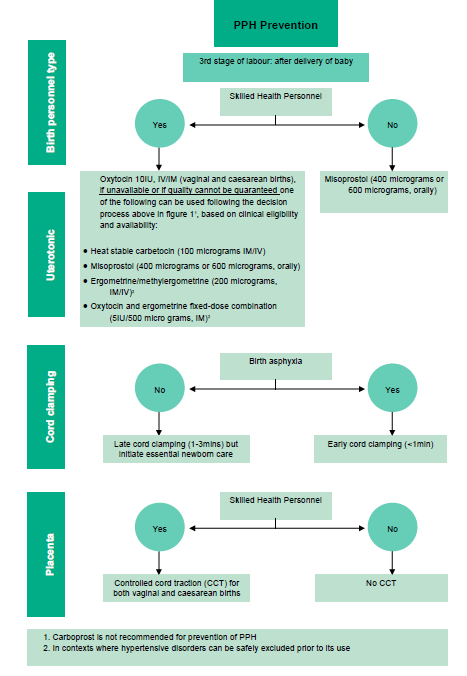 PPH Prevention
3rd stage of labour: after delivery of baby
Birth personnel type
Skilled Health Personnel
Yes
No
Uterotonic
Oxytocin 10IU, IV/IM (vaginal and caesarean births),
if unavailable or if quality cannot be guaranteed one
of the following can be used following the decision
process above in figure 1¹, based on clinical eligibility
and availability:
• Heat stable carbetocin (100 micrograms IM/IV)
• Misoprostol (400 micrograms or 600 micrograms, orally)
• Ergometrine/methylergometrine (200 micrograms,
IM/IV)²
• Oxytocin and ergometrine fixed-dose combination
(5IU/500 micro grams, IM)²
Misoprostol (400 micrograms or
600 micrograms, orally)
Cord clamping
Birth asphyxia
No
Yes
Late cord clamping (1-3mins) but
initiate essential newborn care
Early cord clamping (<1min)
Placenta
Skilled Health Personnel
Yes
No
Controlled cord traction (CCT) for
both vaginal and caesarean births
No CCT
1. Carboprost is not recommended for prevention of PPH
2. In contexts where hypertensive disorders can be safely excluded prior to its use